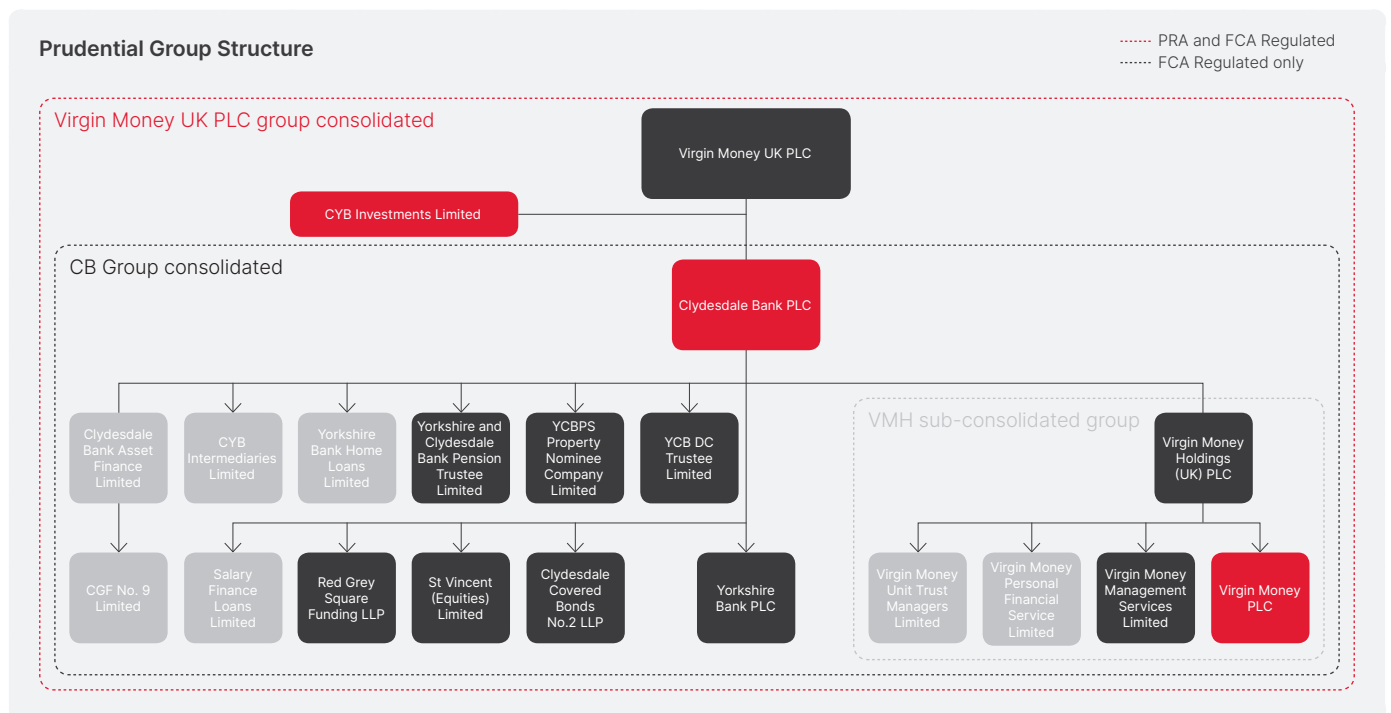 Prudential Group Structure
PRA and FCA Regulated
FCA Regulated only
Virgin Money UK PLC group consolidated
Virgin Money UK PLC
CYB Investments Limited
CB Group consolidated
Clydesdale Bank PLC
Clydesdale
Bank Asset
Finance
Limited
CYB
Intermediaries
Limited
Yorkshire
Bank Home
Loans
Limited
Yorkshire and
Clydesdale
Bank Pension
Trustee
Limited
YCBPS
Property
Nominee
Company
Limited
YCB DC
Trustee
Limited
VMH sub-consolidated group
Virgin Money
Holdings
(UK) PLC
CGF No. 9
Limited
Salary
Finance
Loans
Limited
Red Grey
Square
Funding LLP
St Vincent
(Equities)
Limited
Clydesdale
Covered
Bonds
No.2 LLP
Yorkshire
Bank PLC
Virgin Money
Unit Trust
Managers
Limited
Virgin Money
Personal
Financial
Service
Limited
Virgin Money
Management
Services
Limited
Virgin Money
PLC